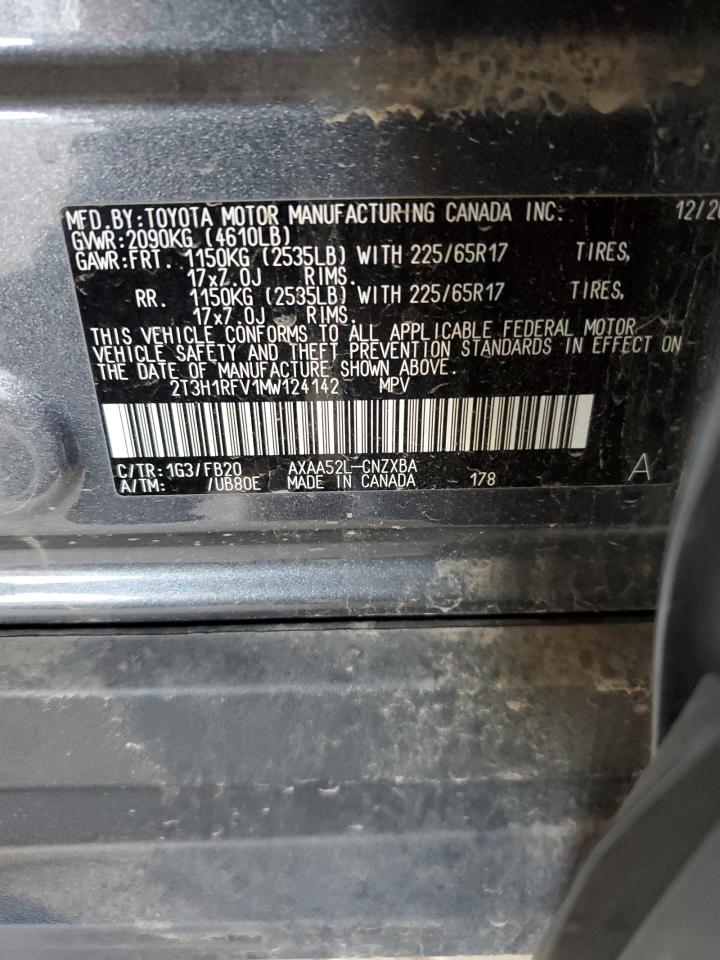 MFD.BY:TOYOTA MOTOR MANUFACTURING CANADA INC. 12/20
GVWR:2090KG (4610LB)
GAWR:FRT. 1150KG (2535LB) WITH 225/65R17 TIRES,
17x7.0J RIMS.
RR. 1150KG (2535LB) WITH 225/65R17 TIRES,
17x7.0J RIMS.
THIS VEHICLE CONFORMS TO ALL APPLICABLE FEDERAL MOTOR
VEHICLE SAFETY AND THEFT PREVENTION STANDARDS IN EFFECT ON
THE DATE OF MANUFACTURE SHOWN ABOVE.
2T3H1RFV1MW124142 MPV
C/TR:1G3/FB20 AXAA52L-CNZXBA
A/TM: /UB80E MADE IN CANADA 178 A